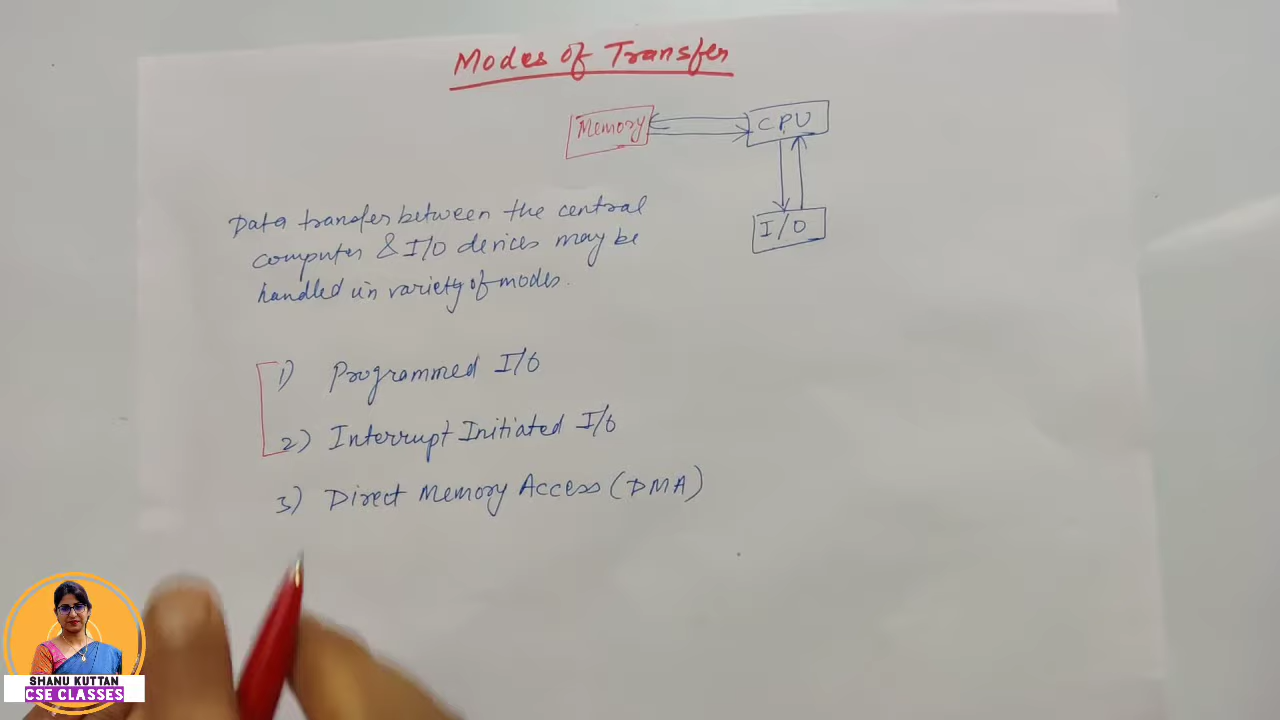 Modes of Transfer
Memory
CPU
I/O
Data transfer between the central
computer & I/O devices may be
handled in variety of modes.
1) Programmed I/O
2) Interrupt Initiated I/O
3) Direct Memory Access (DMA)
SHANU KUTTAN
CSE CLASSES